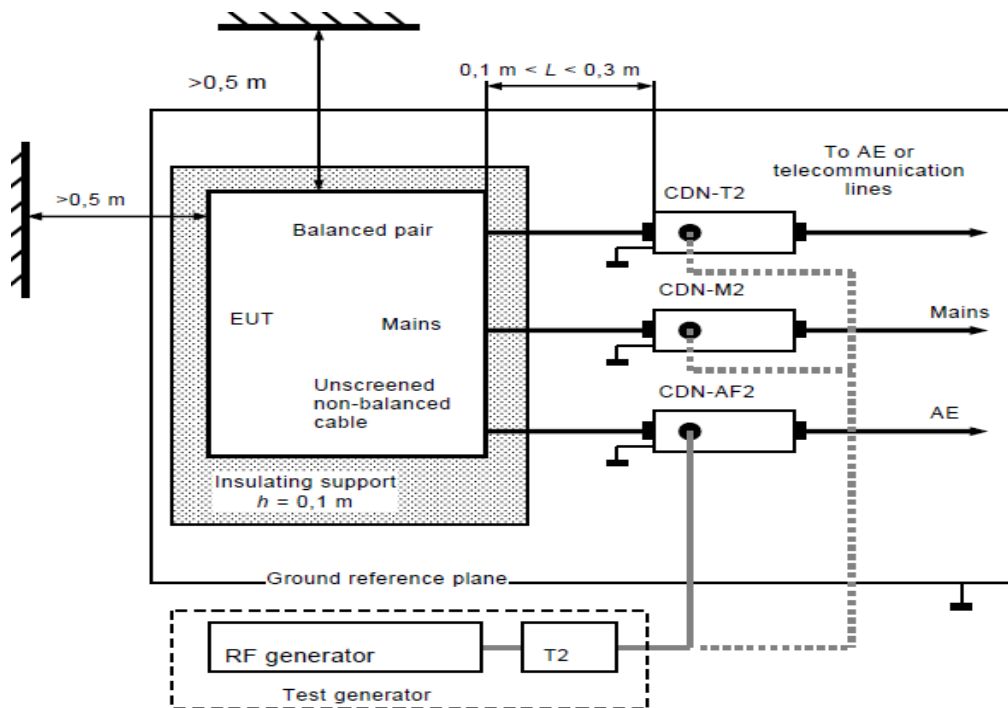 >0,5 m
0,1 m < L < 0,3 m
>0,5 m
To AE or
telecommunication
lines
CDN-T2
Balanced pair
CDN-M2
EUT
Mains
Mains
Unscreened
non-balanced
cable
CDN-AF2
AE
Insulating support
h = 0,1 m
Ground reference plane
RF generator
T2
Test generator